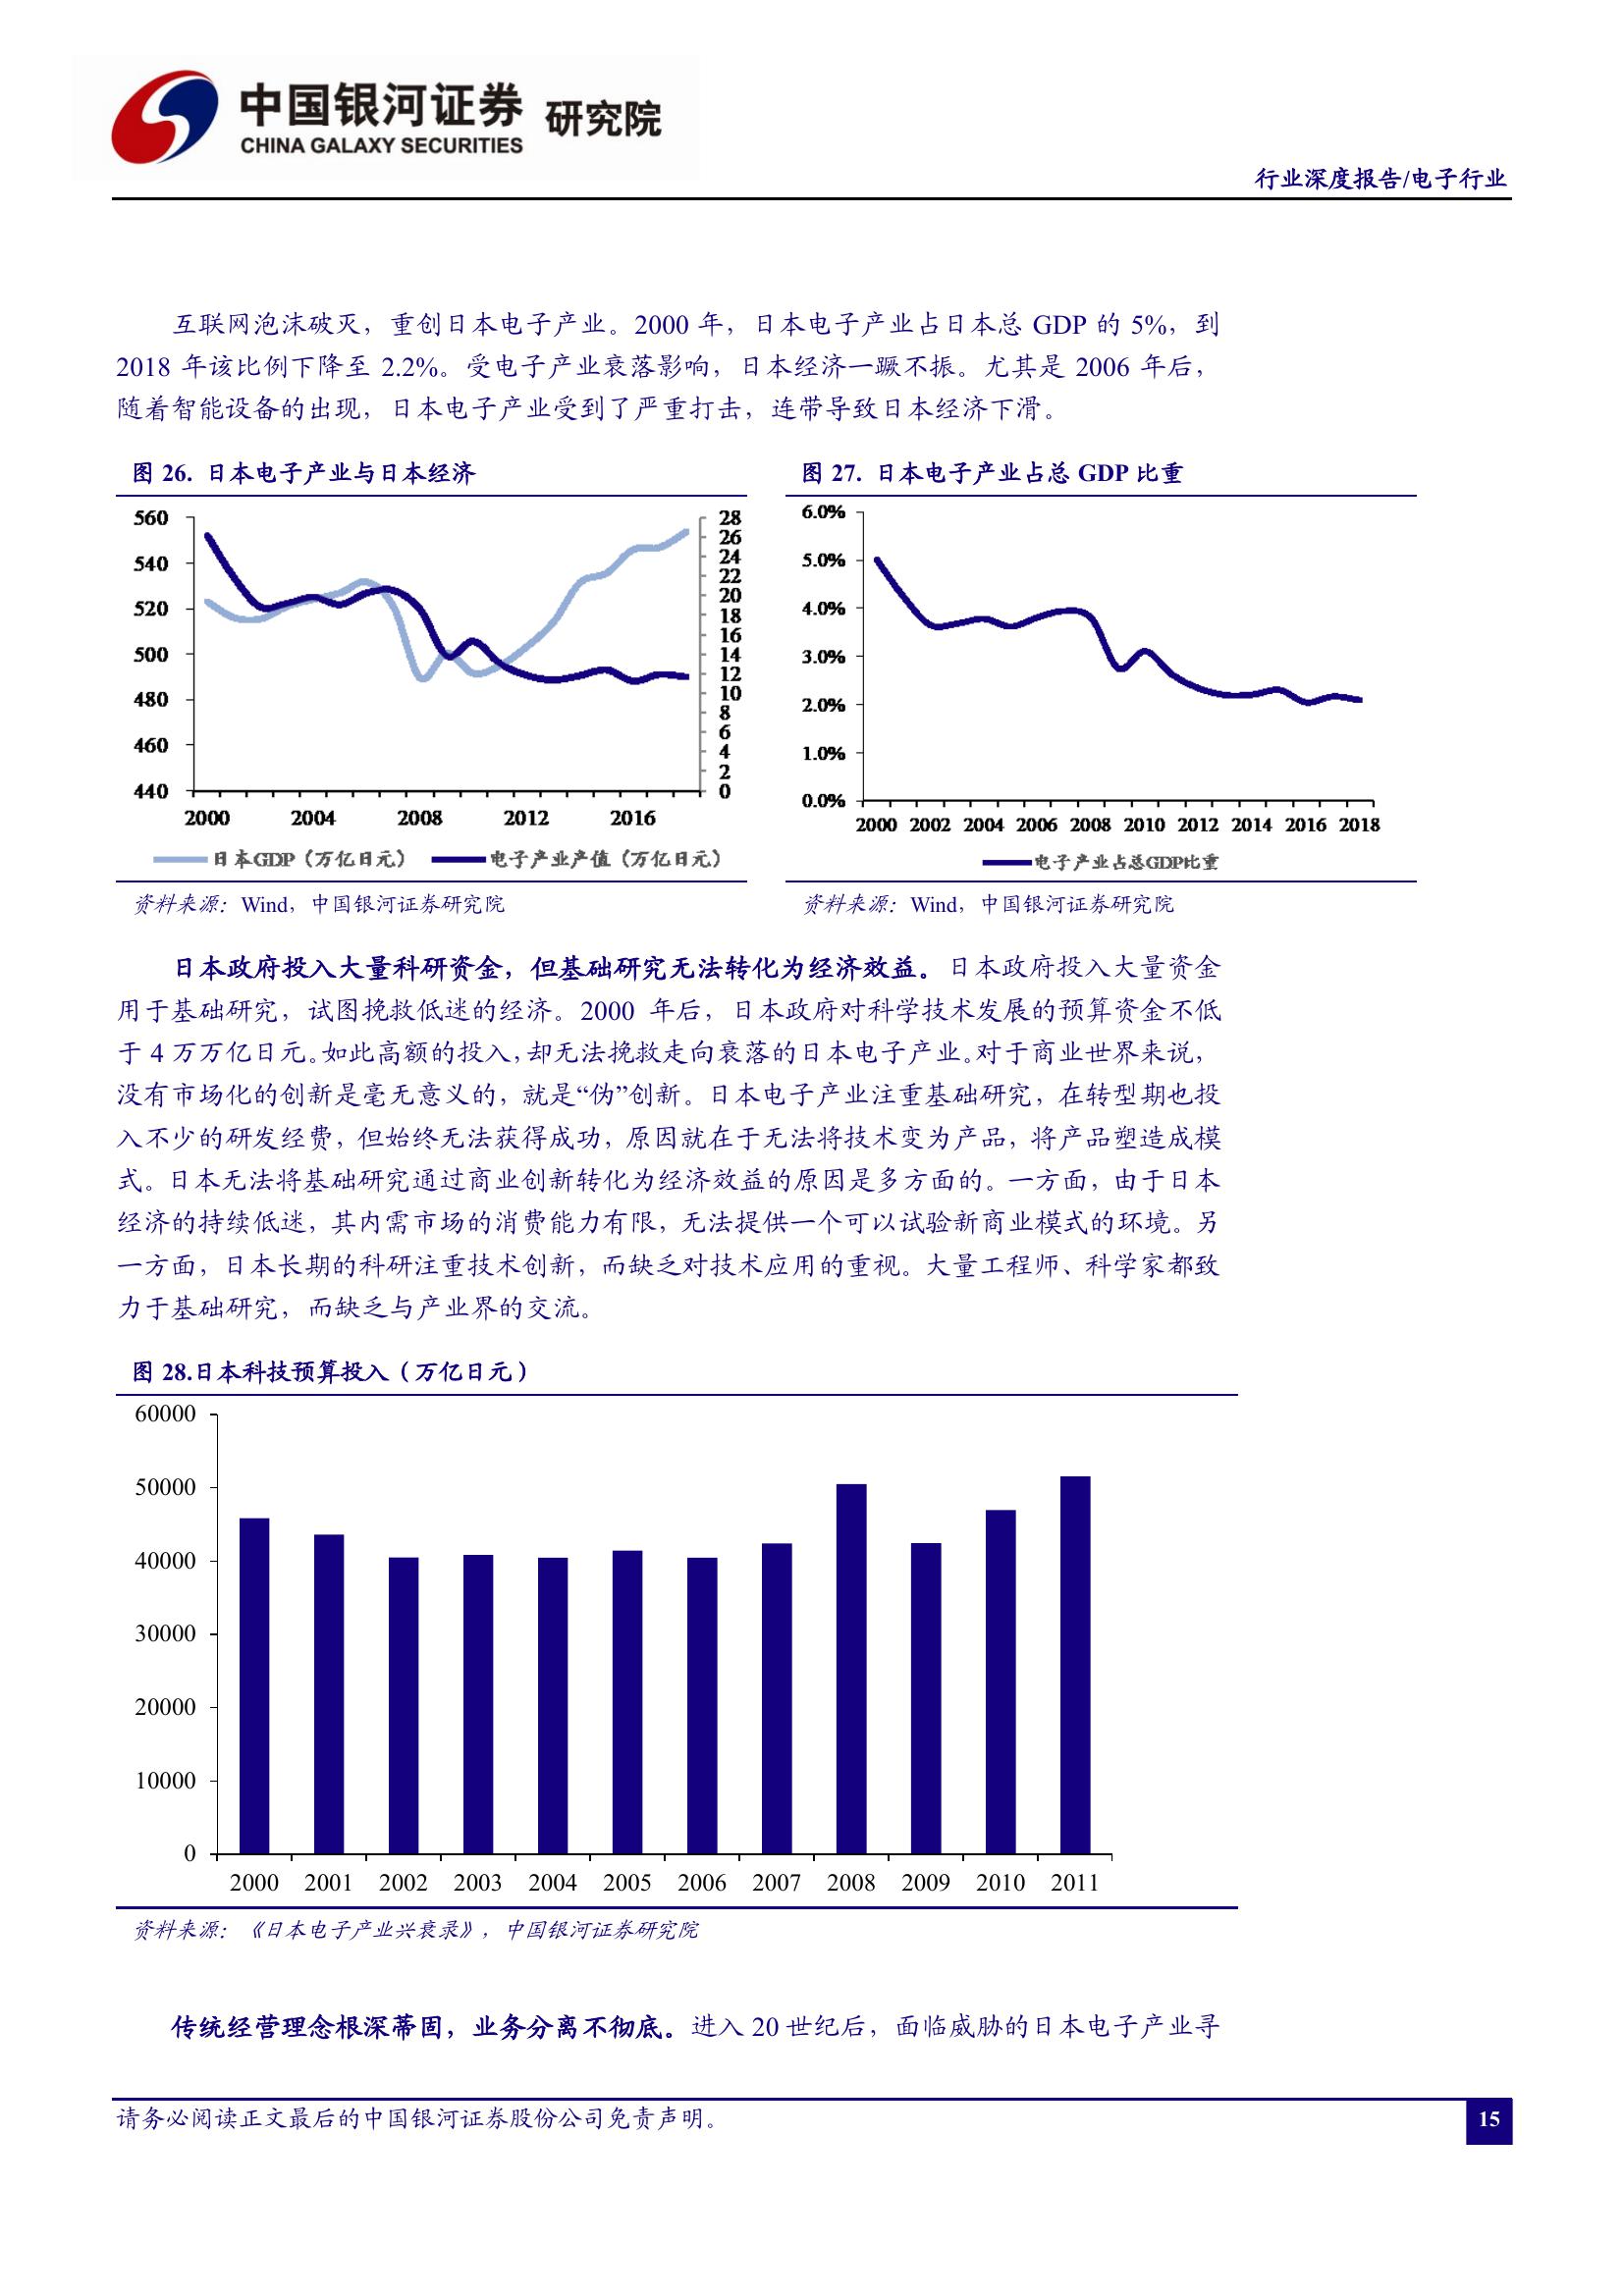 中国银河证券 研究院
CHINA GALAXY SECURITIES
行业深度报告/电子行业
互联网泡沫破灭，重创日本电子产业。2000 年，日本电子产业占日本总 GDP 的 5%，到
2018 年该比例下降至 2.2%。受电子产业衰落影响，日本经济一蹶不振。尤其是 2006 年后，
随着智能设备的出现，日本电子产业受到了严重打击，连带导致日本经济下滑。
图 26. 日本电子产业与日本经济
560
540
520
500
480
460
440
28
26
24
22
20
18
16
14
12
10
8
6
4
2
0
2000 2004 2008 2012 2016
日本GDP（万亿日元） 电子产业产值（万亿日元）
资料来源：Wind，中国银河证券研究院
图 27. 日本电子产业占总 GDP 比重
6.0%
5.0%
4.0%
3.0%
2.0%
1.0%
0.0%
2000 2002 2004 2006 2008 2010 2012 2014 2016 2018
电子产业占总GDP比重
资料来源：Wind，中国银河证券研究院
日本政府投入大量科研资金，但基础研究无法转化为经济效益。日本政府投入大量资金
用于基础研究，试图挽救低迷的经济。2000 年后，日本政府对科学技术发展的预算资金不低
于 4 万万亿日元。如此高额的投入，却无法挽救走向衰落的日本电子产业。对于商业世界来说，
没有市场化的创新是毫无意义的，就是“伪”创新。日本电子产业注重基础研究，在转型期也投
入不少的研发经费，但始终无法获得成功，原因就在于无法将技术变为产品，将产品塑造成模
式。日本无法将基础研究通过商业创新转化为经济效益的原因是多方面的。一方面，由于日本
经济的持续低迷，其内需市场的消费能力有限，无法提供一个可以试验新商业模式的环境。另
一方面，日本长期的科研注重技术创新，而缺乏对技术应用的重视。大量工程师、科学家都致
力于基础研究，而缺乏与产业界的交流。
图 28.日本科技预算投入（万亿日元）
60000
50000
40000
30000
20000
10000
0
2000 2001 2002 2003 2004 2005 2006 2007 2008 2009 2010 2011
资料来源：《日本电子产业兴衰录》，中国银河证券研究院
传统经营理念根深蒂固，业务分离不彻底。进入 20 世纪后，面临威胁的日本电子产业寻
请务必阅读正文最后的中国银河证券股份公司免责声明。
15